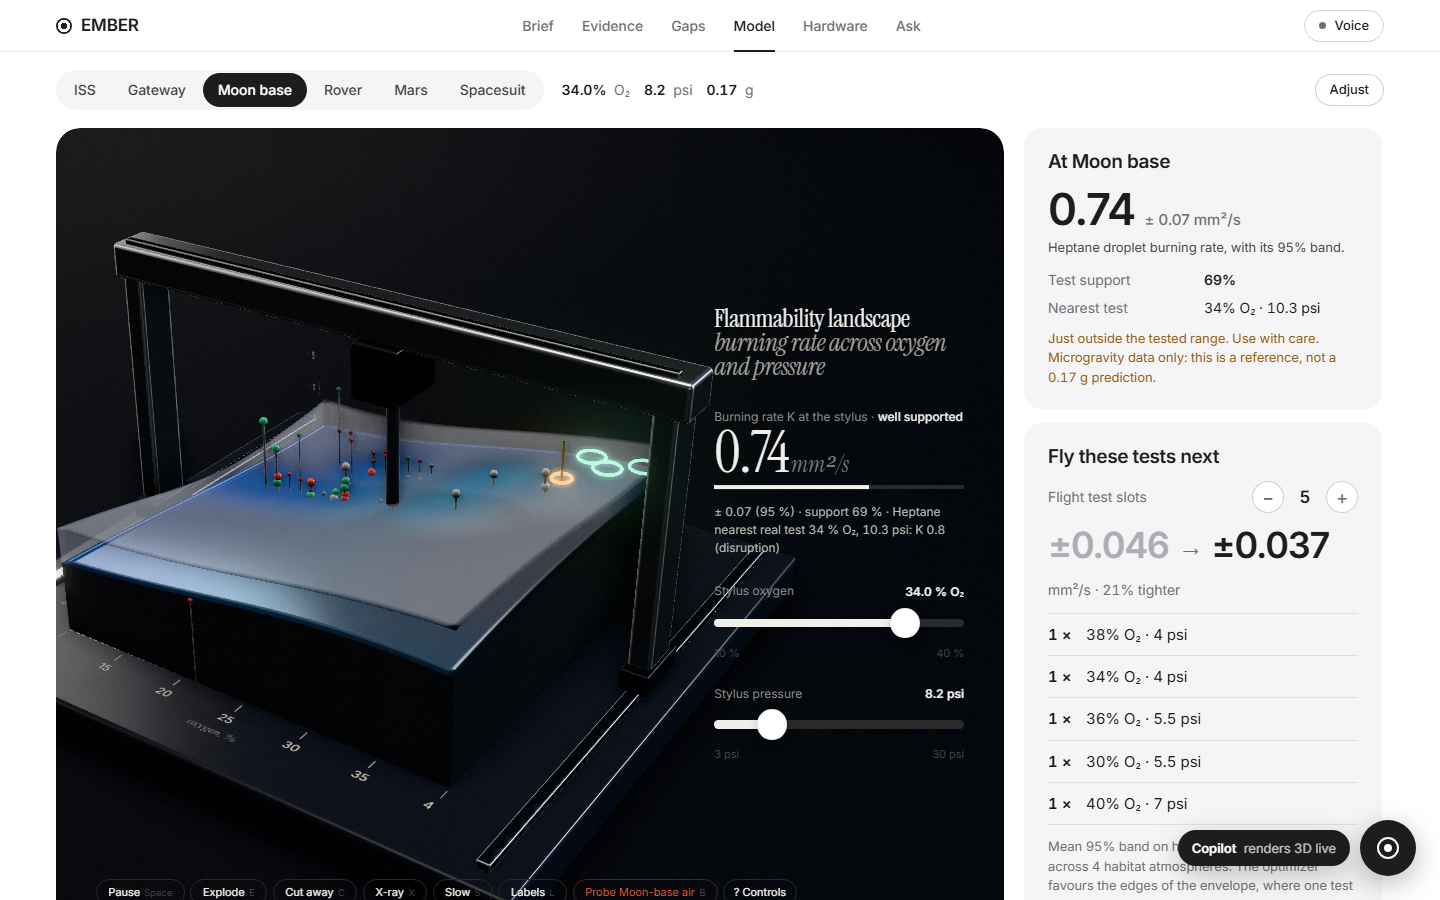 EMBER
Brief Evidence Gaps Model Hardware Ask
Voice
ISS Gateway Moon base Rover Mars Spacesuit
34.0% O₂ 8.2 psi 0.17 g
Adjust
Flammability landscape
burning rate across oxygen
and pressure
Burning rate K at the stylus · well supported
0.74 mm²/s
± 0.07 (95 %) · support 69 % · Heptane
nearest real test 34 % O₂, 10.3 psi: K 0.8
(disruption)
Stylus oxygen 34.0 % O₂
10 % 40 %
Stylus pressure 8.2 psi
3 psi 30 psi
15
20
25
30
35
4
oxygen, %
Pause Space
Explode E
Cut away C
X-ray X
Slow S
Labels L
Probe Moon-base air B
? Controls
At Moon base
0.74 ± 0.07 mm²/s
Heptane droplet burning rate, with its 95% band.
Test support 69%
Nearest test 34% O₂ · 10.3 psi
Just outside the tested range. Use with care.
Microgravity data only: this is a reference, not a
0.17 g prediction.
Fly these tests next
Flight test slots − 5 +
±0.046 → ±0.037
mm²/s · 21% tighter
1 × 38% O₂ · 4 psi
1 × 34% O₂ · 4 psi
1 × 36% O₂ · 5.5 psi
1 × 30% O₂ · 5.5 psi
1 × 40% O₂ · 7 psi
Mean 95% band on
across 4 habitat atmospheres. The optimizer
favours the edges of the envelope, where one test
Copilot renders 3D live